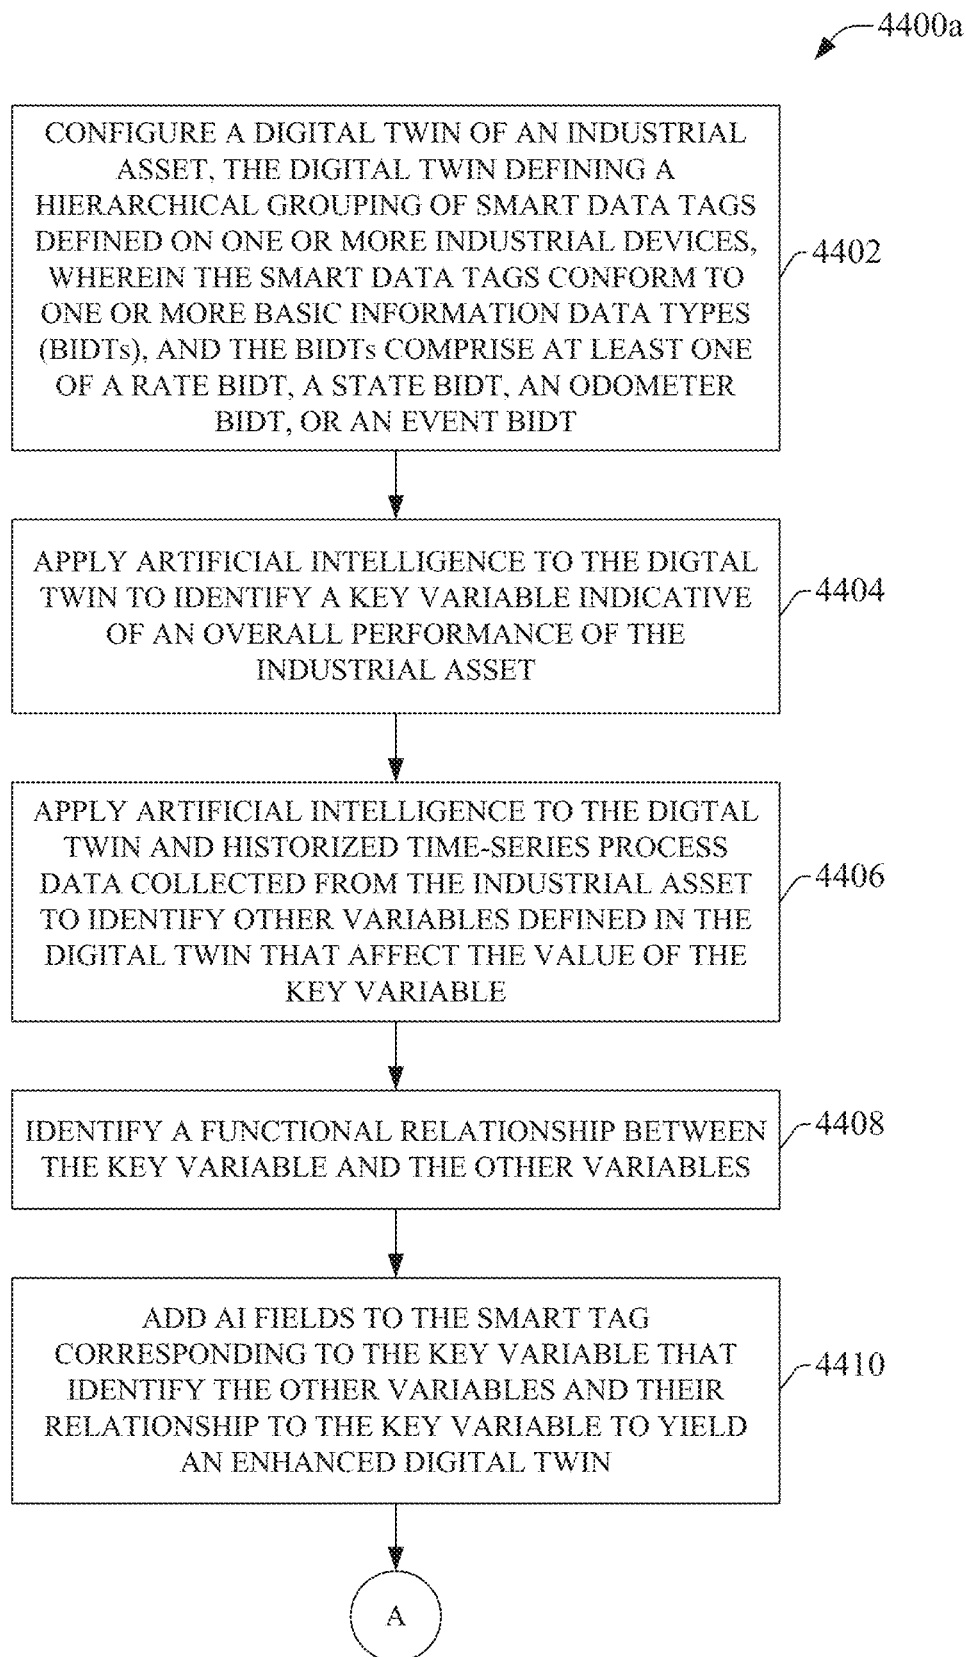 4400a
CONFIGURE A DIGITAL TWIN OF AN INDUSTRIAL
ASSET, THE DIGITAL TWIN DEFINING A
HIERARCHICAL GROUPING OF SMART DATA TAGS
DEFINED ON ONE OR MORE INDUSTRIAL DEVICES,
WHEREIN THE SMART DATA TAGS CONFORM TO
ONE OR MORE BASIC INFORMATION DATA TYPES
(BIDTs), AND THE BIDTs COMPRISE AT LEAST ONE
OF A RATE BIDT, A STATE BIDT, AN ODOMETER
BIDT, OR AN EVENT BIDT
4402
APPLY ARTIFICIAL INTELLIGENCE TO THE DIGTAL
TWIN TO IDENTIFY A KEY VARIABLE INDICATIVE
OF AN OVERALL PERFORMANCE OF THE
INDUSTRIAL ASSET
4404
APPLY ARTIFICIAL INTELLIGENCE TO THE DIGTAL
TWIN AND HISTORIZED TIME-SERIES PROCESS
DATA COLLECTED FROM THE INDUSTRIAL ASSET
TO IDENTIFY OTHER VARIABLES DEFINED IN THE
DIGITAL TWIN THAT AFFECT THE VALUE OF THE
KEY VARIABLE
4406
IDENTIFY A FUNCTIONAL RELATIONSHIP BETWEEN
THE KEY VARIABLE AND THE OTHER VARIABLES
4408
ADD AI FIELDS TO THE SMART TAG
CORRESPONDING TO THE KEY VARIABLE THAT
IDENTIFY THE OTHER VARIABLES AND THEIR
RELATIONSHIP TO THE KEY VARIABLE TO YIELD
AN ENHANCED DIGITAL TWIN
4410
A